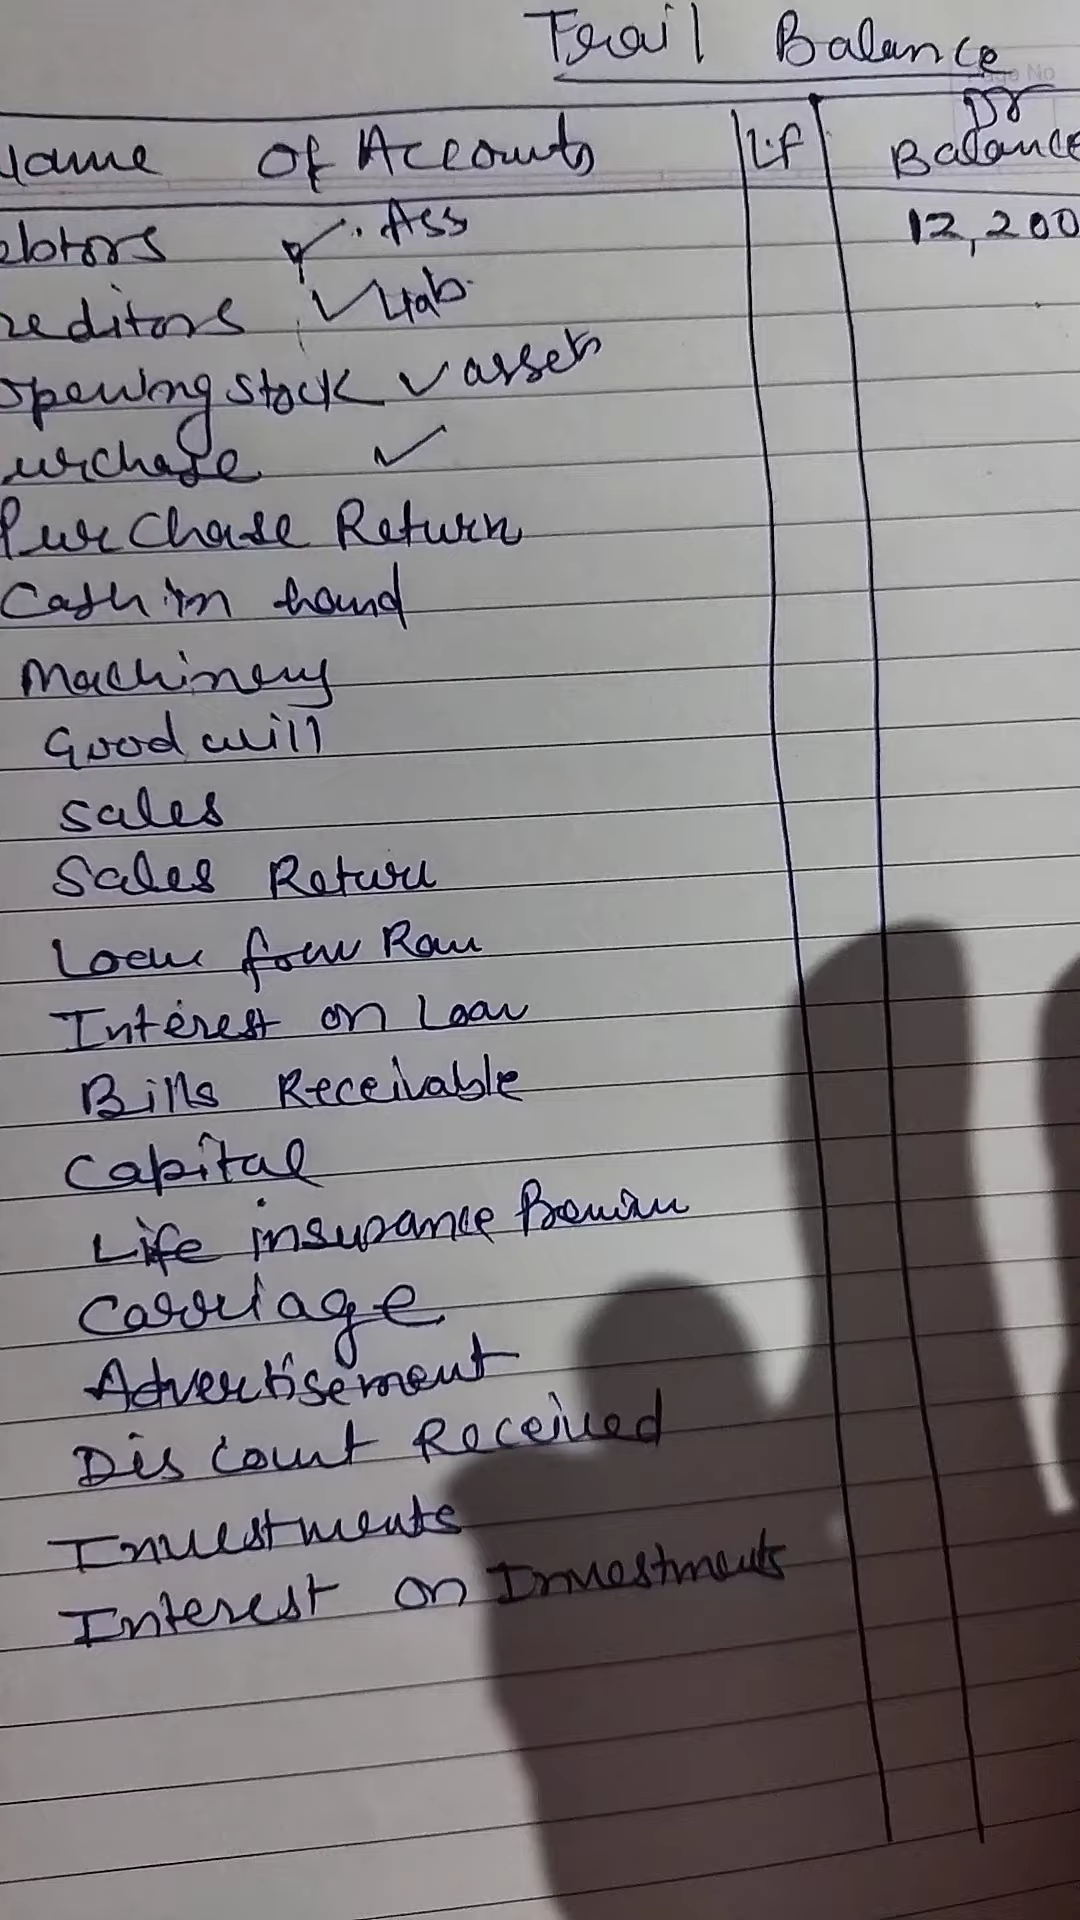 Trail Balance
Page No
Name Of Accounts L.F Dr Balance
ebtors ✓ . Ass 12,200
reditors ✓ Liab.
opening stock ✓ assets
urchase ✓
Purchase Return
Cash in hand
Machinery
Good will
Sales
Sales Return
Loan from Ram
Interest on Loan
Bills Receivable
Capital
Life insurance
Carriage
Advertisement
Discount Received
Investments
Interest on Investments